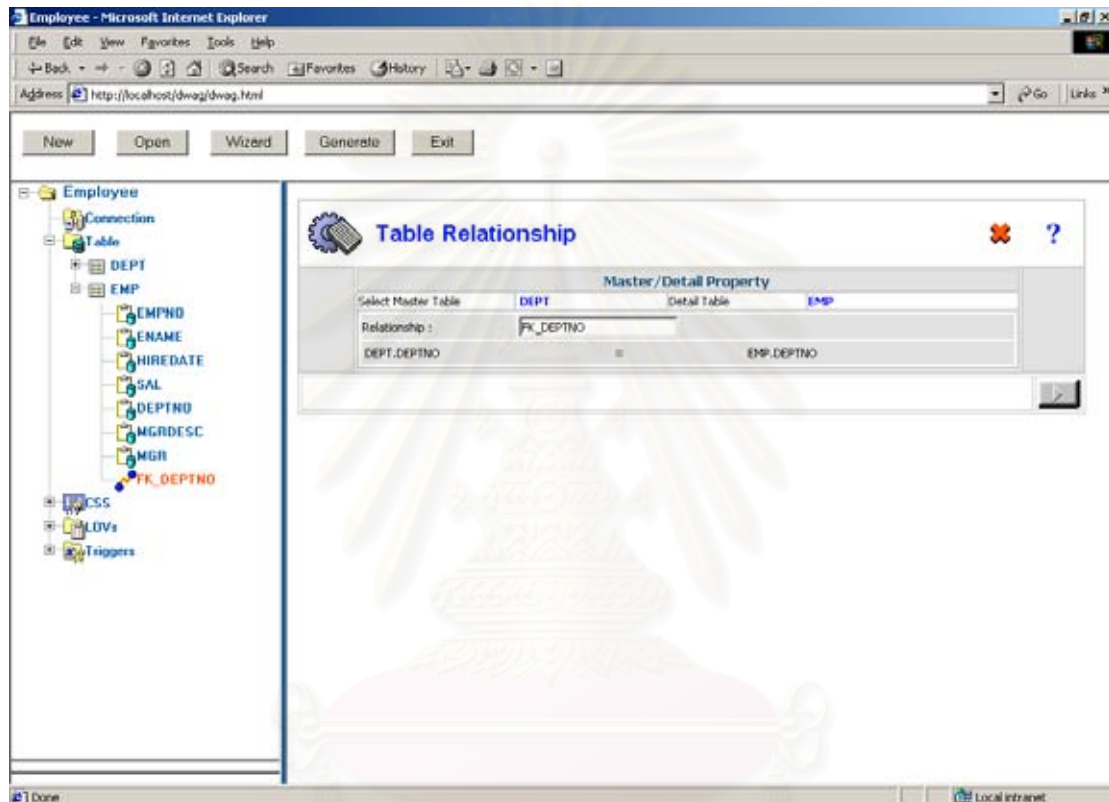 Employee - Microsoft Internet Explorer
File Edit View Favorites Tools Help
Back Search Favorites History
Address http://localhost/dwag/dwag.html Go Links »
New Open Wizard Generate Exit
Employee
Connection
Table
DEPT
EMP
EMPNO
ENAME
HIREDATE
SAL
DEPTNO
MGRDESC
MGR
FK_DEPTNO
CSS
LOVs
Triggers
Table Relationship ?
Master/Detail Property
Select Master Table DEPT Detail Table EMP
Relationship : FK_DEPTNO
DEPT.DEPTNO = EMP.DEPTNO
Done Local intranet